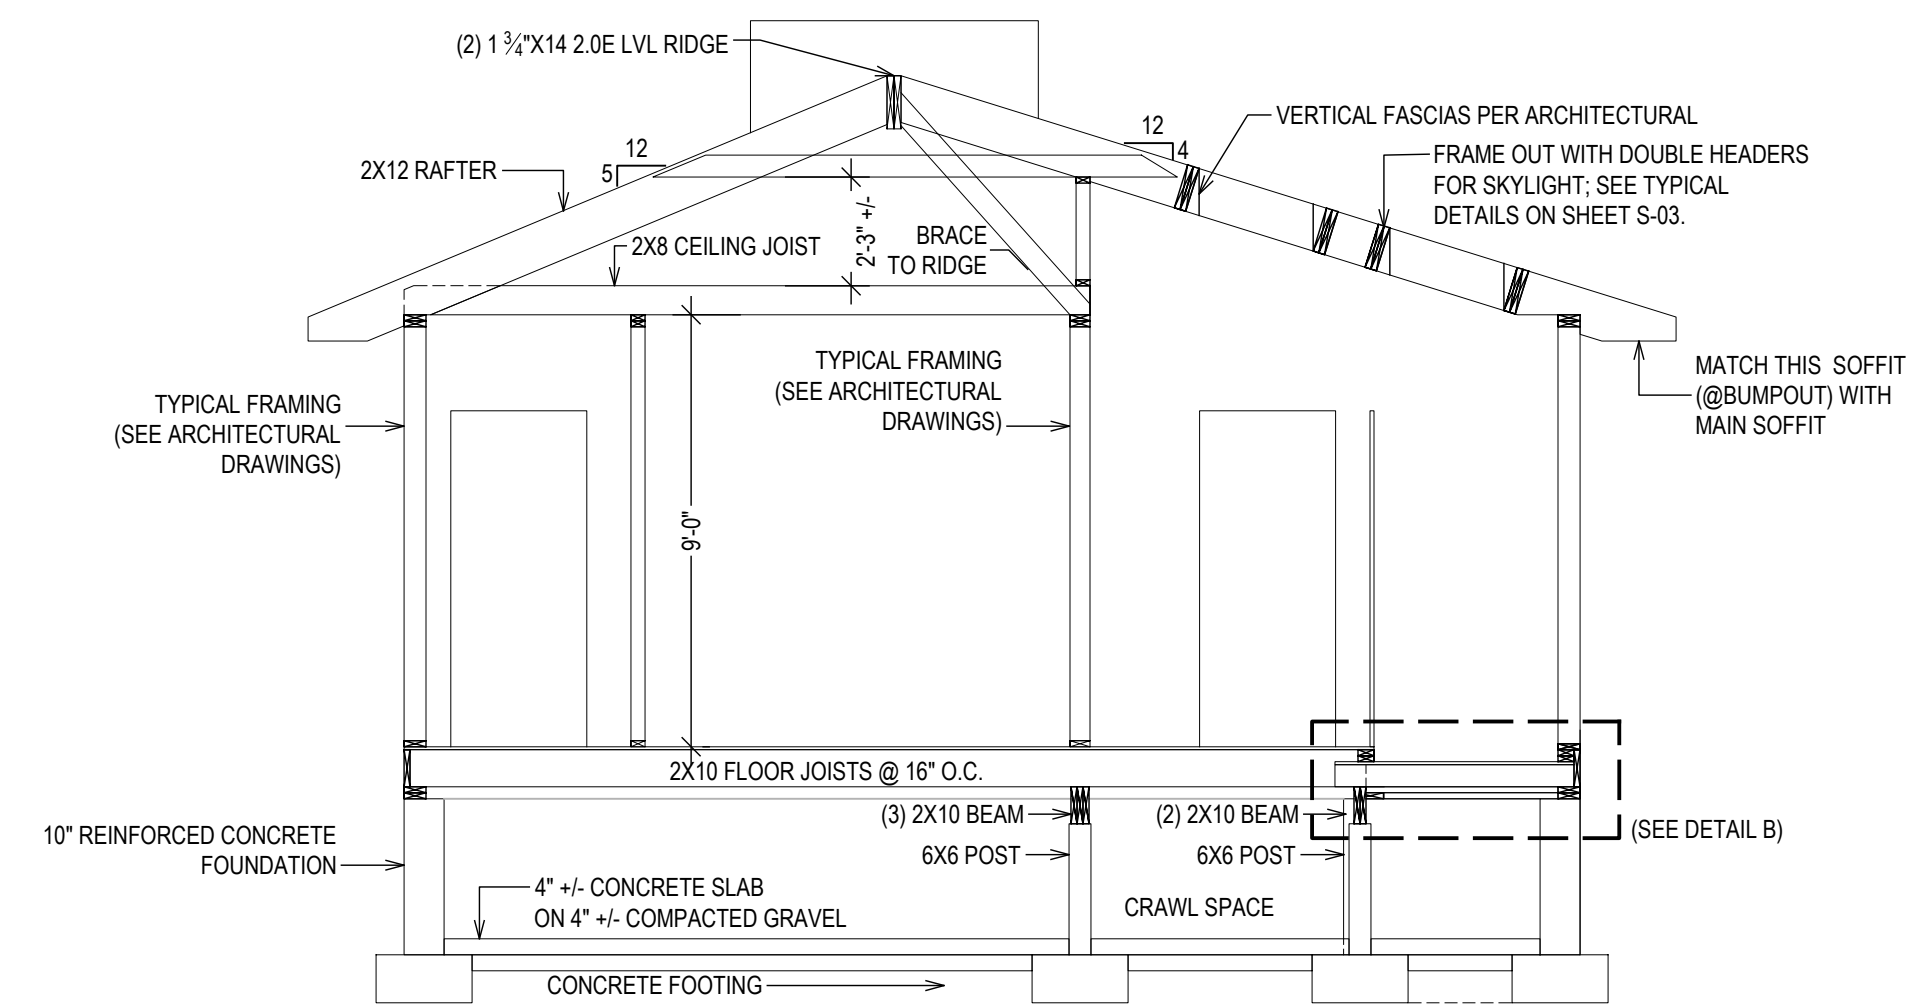 (2) 1 ¾"X14 2.0E LVL RIDGE
VERTICAL FASCIAS PER ARCHITECTURAL
12
4
12
5
2X12 RAFTER
FRAME OUT WITH DOUBLE HEADERS
FOR SKYLIGHT; SEE TYPICAL
DETAILS ON SHEET S-03.
2'-3" +/-
2X8 CEILING JOIST
BRACE
TO RIDGE
TYPICAL FRAMING
(SEE ARCHITECTURAL
DRAWINGS)
TYPICAL FRAMING
(SEE ARCHITECTURAL
DRAWINGS)
MATCH THIS SOFFIT
(@BUMPOUT) WITH
MAIN SOFFIT
9'-0"
2X10 FLOOR JOISTS @ 16" O.C.
(3) 2X10 BEAM
(2) 2X10 BEAM
(SEE DETAIL B)
10" REINFORCED CONCRETE
FOUNDATION
6X6 POST
6X6 POST
4" +/- CONCRETE SLAB
ON 4" +/- COMPACTED GRAVEL
CRAWL SPACE
CONCRETE FOOTING